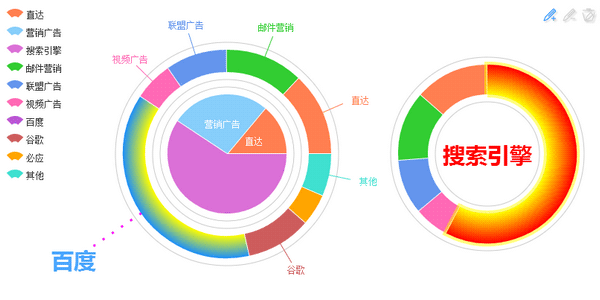 直达
营销广告
搜索引擎
邮件营销
联盟广告
视频广告
百度
谷歌
必应
其他
联盟广告
邮件营销
视频广告
直达
营销广告
直达
其他
谷歌
百度
搜索引擎